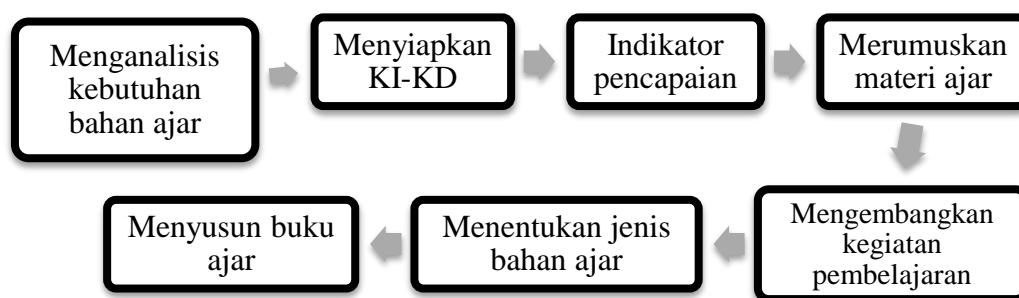 Menganalisis
kebutuhan
bahan ajar
Menyiapkan
KI-KD
Indikator
pencapaian
Merumuskan
materi ajar
Mengembangkan
kegiatan
pembelajaran
Menentukan jenis
bahan ajar
Menyusun buku
ajar